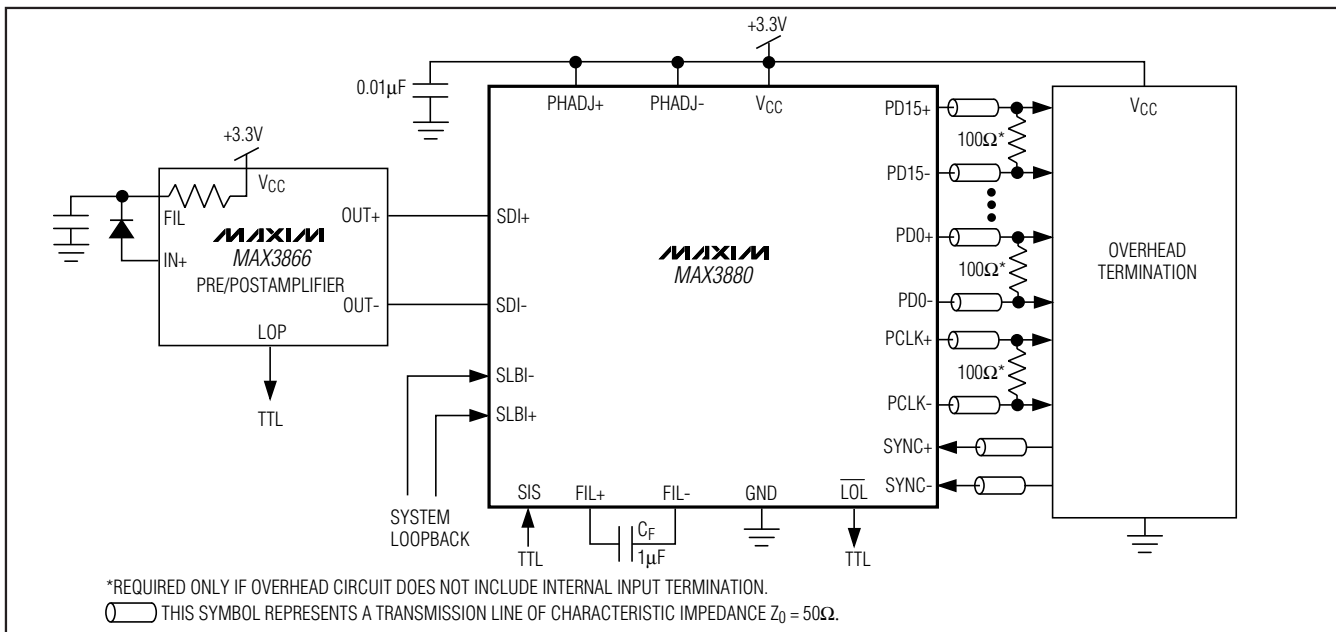 +3.3V
0.01μF
PHADJ+ PHADJ- VCC
PD15+
100Ω*
PD15-
VCC
+3.3V
VCC
FIL
OUT+
SDI+
MAXIM
MAX3866
PRE/POSTAMPLIFIER
IN+
OUT-
SDI-
LOP
TTL
MAXIM
MAX3880
PD0+
100Ω*
PD0-
OVERHEAD
TERMINATION
PCLK+
100Ω*
PCLK-
SLBI-
SLBI+
SYNC+
SYNC-
SYSTEM
LOOPBACK
SIS FIL+ FIL- GND LOL
TTL
CF
1μF
TTL
*REQUIRED ONLY IF OVERHEAD CIRCUIT DOES NOT INCLUDE INTERNAL INPUT TERMINATION.
THIS SYMBOL REPRESENTS A TRANSMISSION LINE OF CHARACTERISTIC IMPEDANCE Z0 = 50Ω.